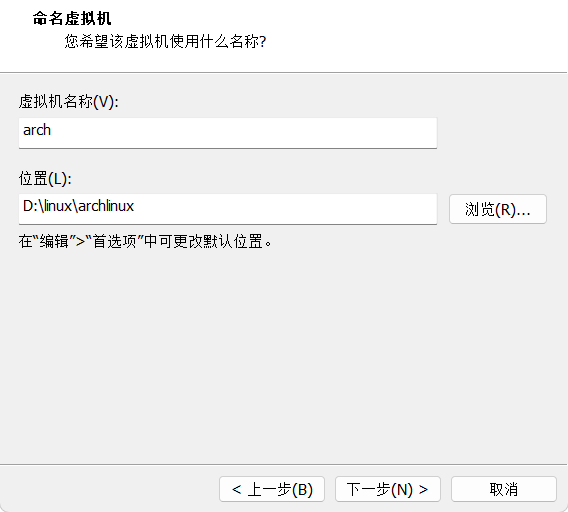 命名虚拟机
您希望该虚拟机使用什么名称?
虚拟机名称(V):
arch
位置(L):
D:\linux\archlinux
浏览(R)...
在“编辑”>“首选项”中可更改默认位置。
< 上一步(B)
下一步(N) >
取消